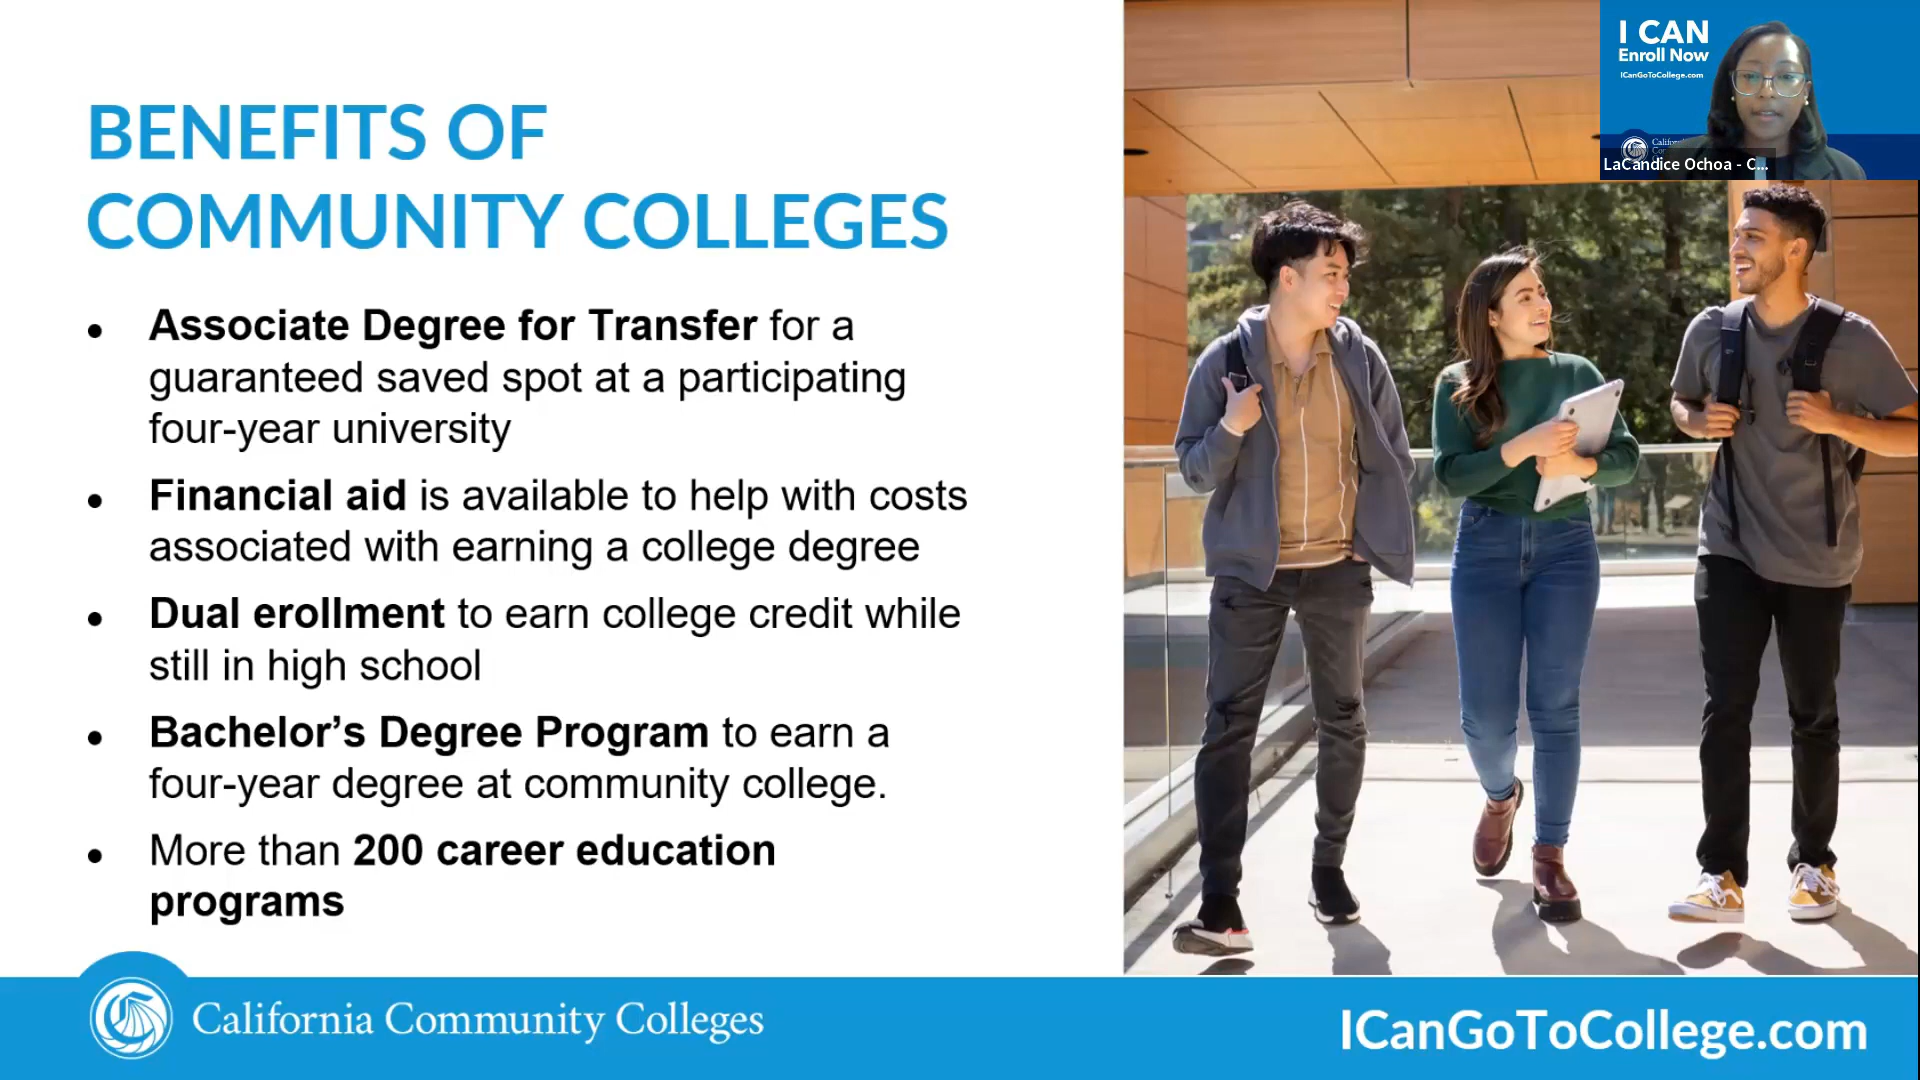 BENEFITS OF
COMMUNITY COLLEGES
● Associate Degree for Transfer for a
guaranteed saved spot at a participating
four-year university
● Financial aid is available to help with costs
associated with earning a college degree
● Dual erollment to earn college credit while
still in high school
● Bachelor’s Degree Program to earn a
four-year degree at community college.
● More than 200 career education
programs
I CAN
Enroll Now
ICanGoToCollege.com
LaCandice Ochoa - C...
California Community Colleges
ICanGoToCollege.com